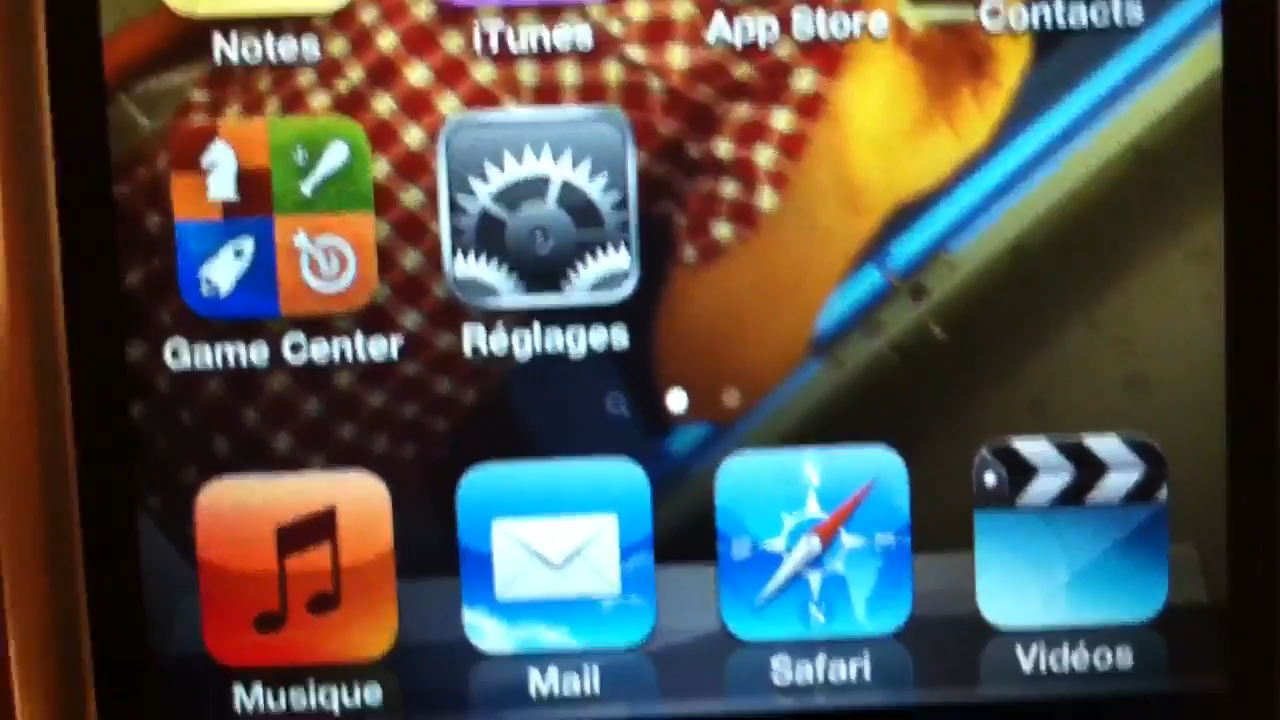 Notes iTunes App Store Contacts
Game Center Réglages
Musique Mail Safari Vidéos